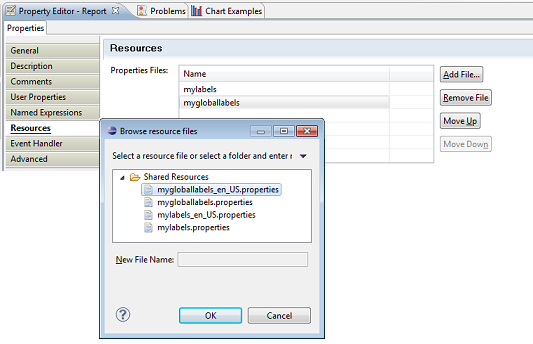 Property Editor - Report
Problems
Chart Examples
Properties
General
Description
Comments
User Properties
Named Expressions
Resources
Event Handler
Advanced
Resources
Properties Files:
Name
mylabels
mygloballabels
Add File...
Remove File
Move Up
Move Down
Browse resource files
Select a resource file or select a folder and enter
Shared Resources
mygloballabels_en_US.properties
mygloballabels.properties
mylabels_en_US.properties
mylabels.properties
New File Name:
OK
Cancel